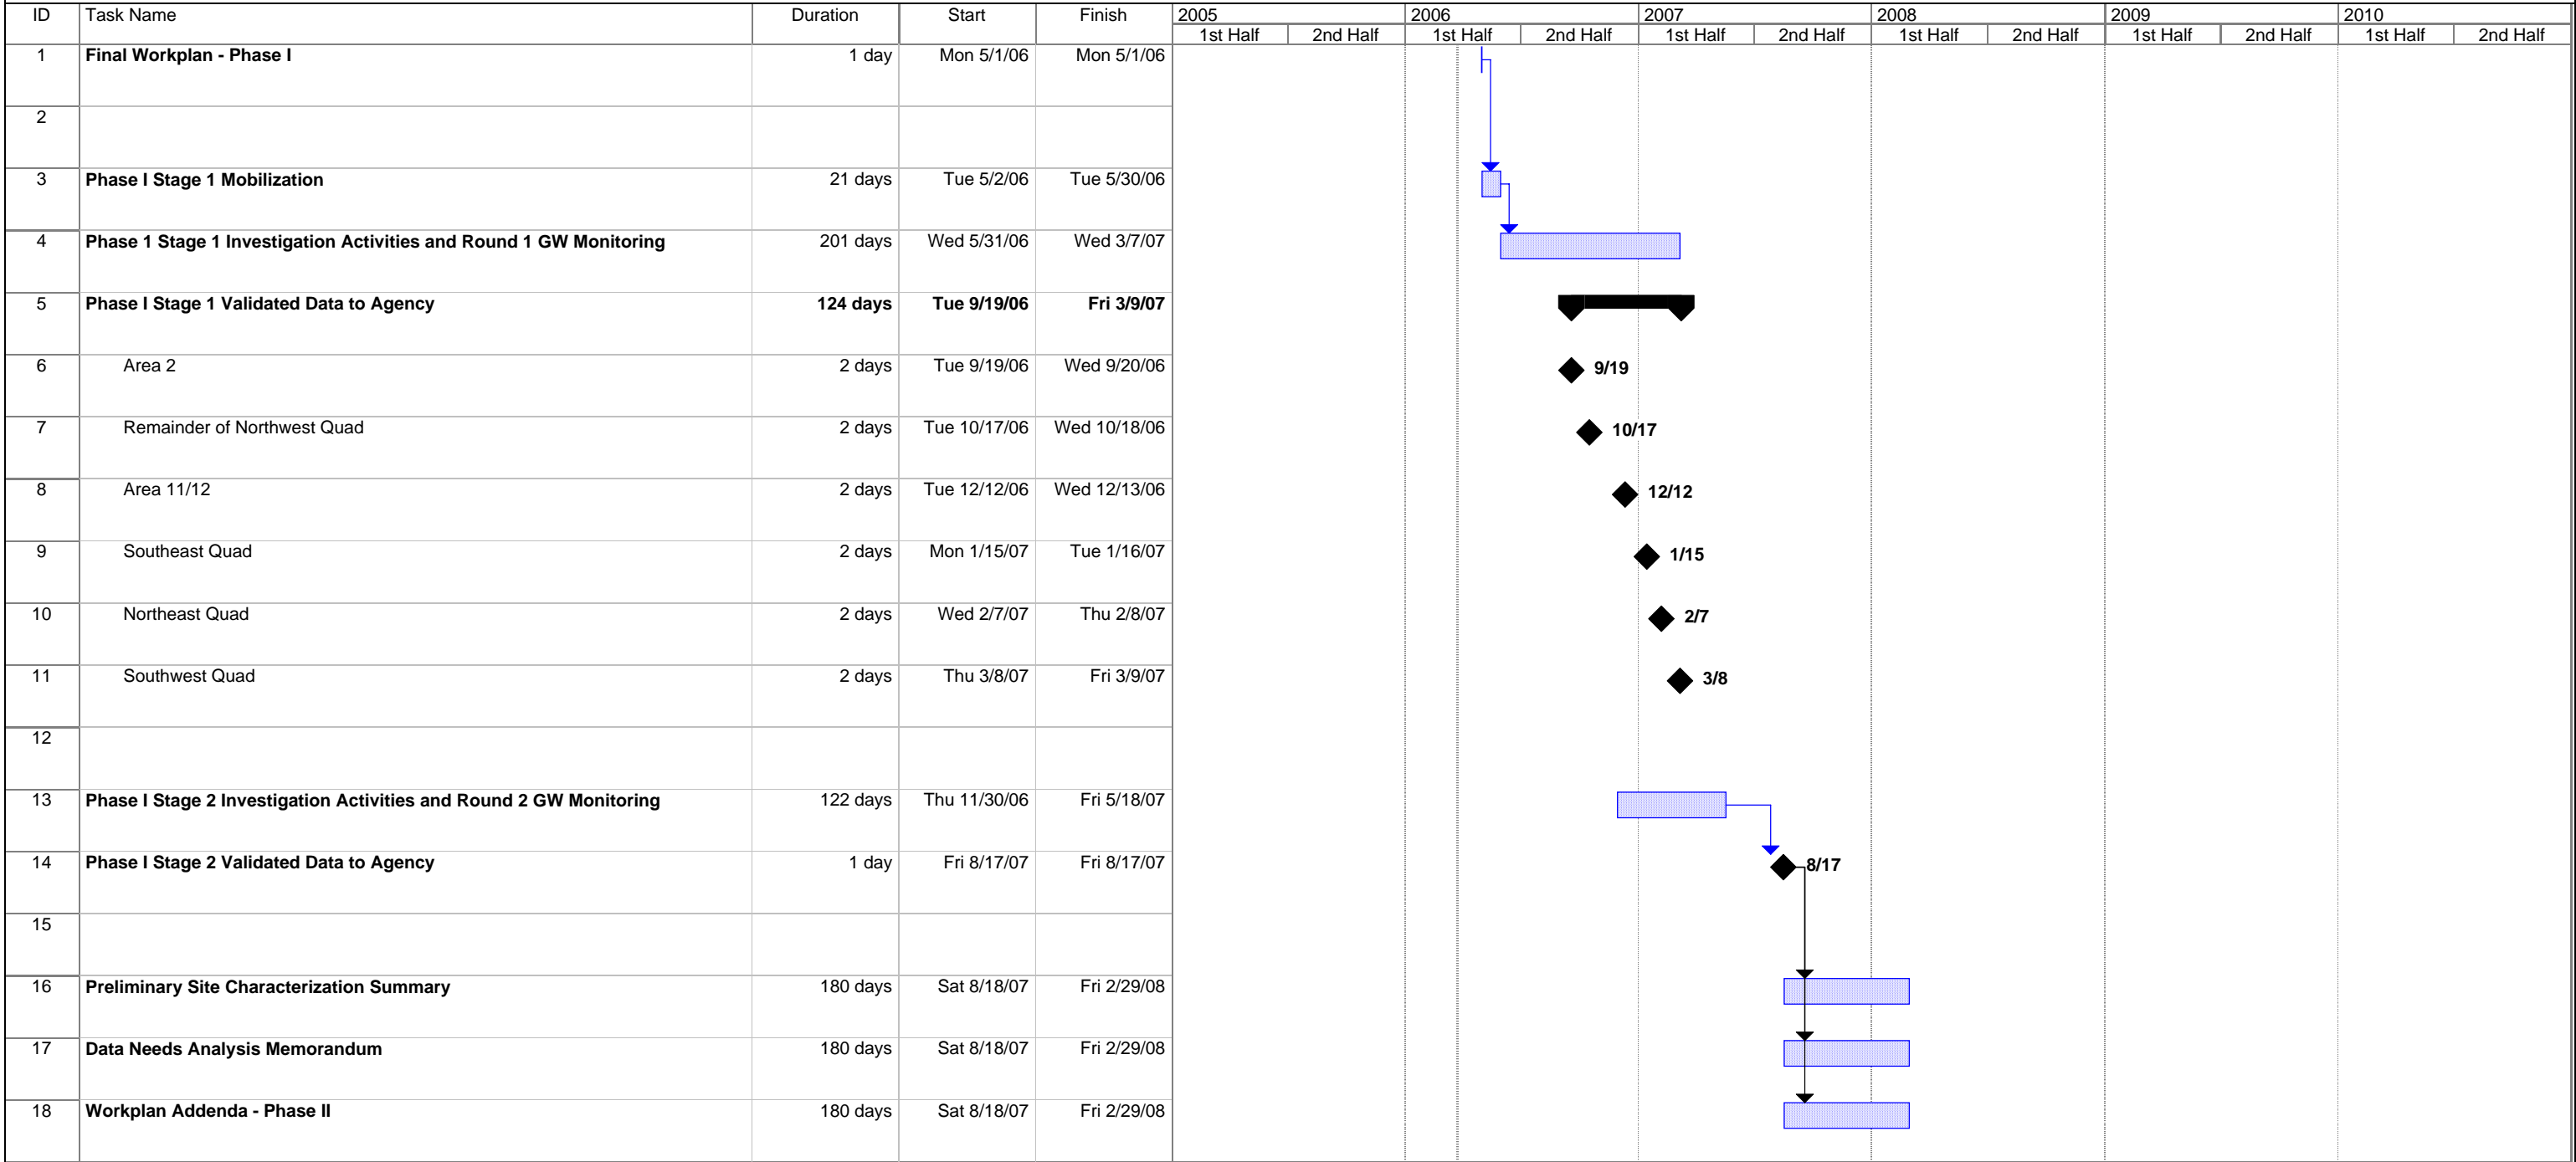 ID Task Name Duration Start Finish 2005 2006 2007 2008 2009 2010
1st Half 2nd Half 1st Half 2nd Half 1st Half 2nd Half 1st Half 2nd Half 1st Half 2nd Half 1st Half 2nd Half
1 Final Workplan - Phase I 1 day Mon 5/1/06 Mon 5/1/06
2
3 Phase I Stage 1 Mobilization 21 days Tue 5/2/06 Tue 5/30/06
4 Phase 1 Stage 1 Investigation Activities and Round 1 GW Monitoring 201 days Wed 5/31/06 Wed 3/7/07
5 Phase I Stage 1 Validated Data to Agency 124 days Tue 9/19/06 Fri 3/9/07
6 Area 2 2 days Tue 9/19/06 Wed 9/20/06 9/19
7 Remainder of Northwest Quad 2 days Tue 10/17/06 Wed 10/18/06 10/17
8 Area 11/12 2 days Tue 12/12/06 Wed 12/13/06 12/12
9 Southeast Quad 2 days Mon 1/15/07 Tue 1/16/07 1/15
10 Northeast Quad 2 days Wed 2/7/07 Thu 2/8/07 2/7
11 Southwest Quad 2 days Thu 3/8/07 Fri 3/9/07 3/8
12
13 Phase I Stage 2 Investigation Activities and Round 2 GW Monitoring 122 days Thu 11/30/06 Fri 5/18/07
14 Phase I Stage 2 Validated Data to Agency 1 day Fri 8/17/07 Fri 8/17/07 8/17
15
16 Preliminary Site Characterization Summary 180 days Sat 8/18/07 Fri 2/29/08
17 Data Needs Analysis Memorandum 180 days Sat 8/18/07 Fri 2/29/08
18 Workplan Addenda - Phase II 180 days Sat 8/18/07 Fri 2/29/08